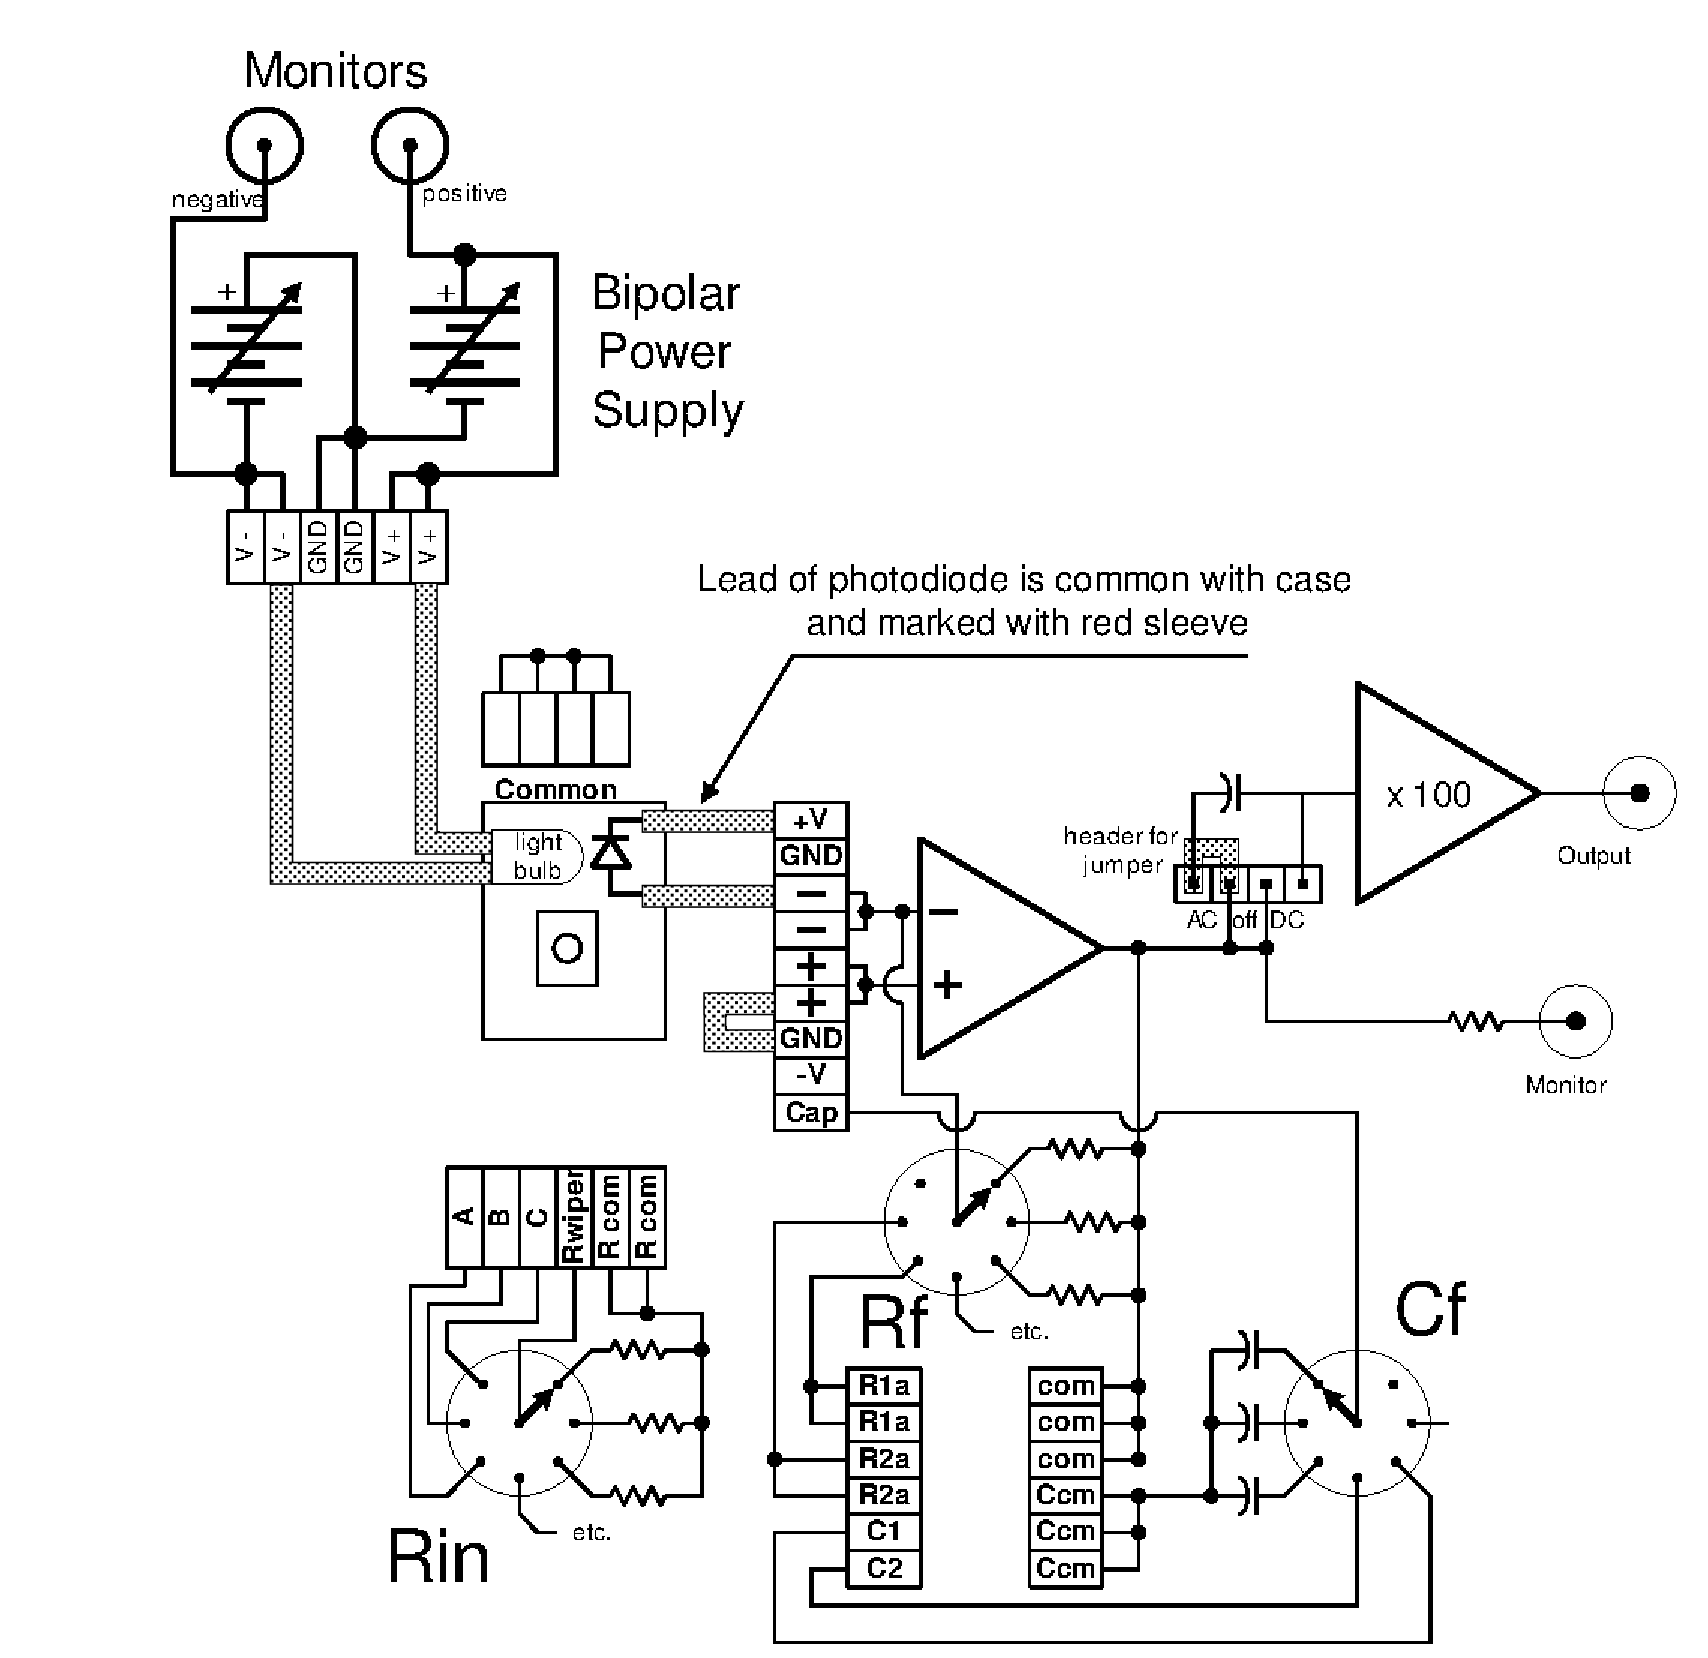 Monitors
negative
positive
+
+
Bipolar
Power
Supply
V -
V -
GND
GND
V +
V +
Lead of photodiode is common with case
and marked with red sleeve
Common
light
bulb
+V
GND
−
−
+
+
GND
-V
Cap
−
+
header for
jumper
AC off DC
x 100
Output
Monitor
A
B
C
Rwiper
R com
R com
etc.
Rin
Rf
etc.
R1a
R1a
R2a
R2a
C1
C2
com
com
com
Ccm
Ccm
Ccm
Cf